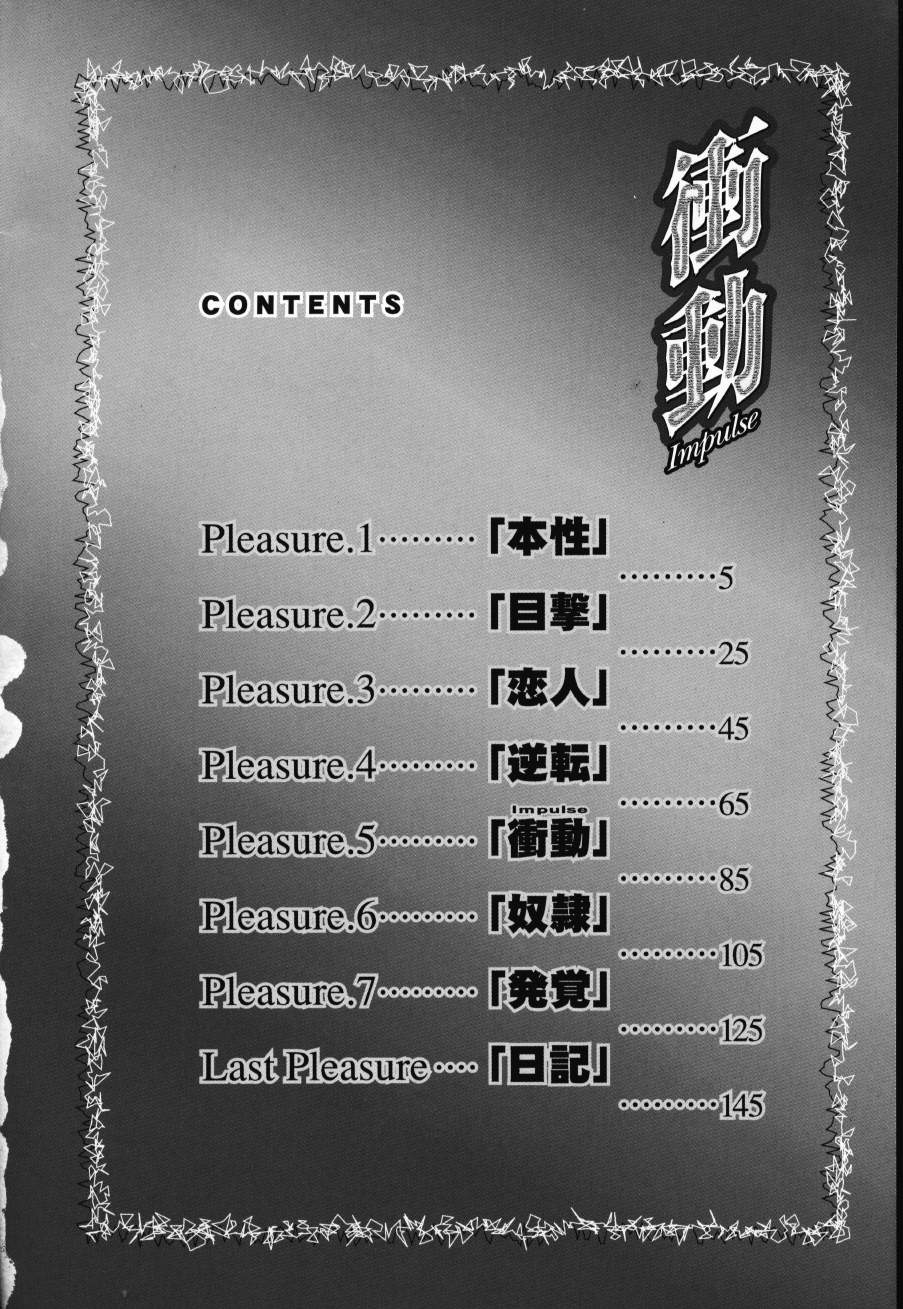 衝動
Impulse
CONTENTS
Pleasure.1………「本性」
………5
Pleasure.2………「目撃」
………25
Pleasure.3………「恋人」
………45
Pleasure.4………「逆転」
………65
Impulse
Pleasure.5………「衝動」
………85
Pleasure.6………「奴隷」
………105
Pleasure.7………「発覚」
………125
Last Pleasure……「日記」
………145